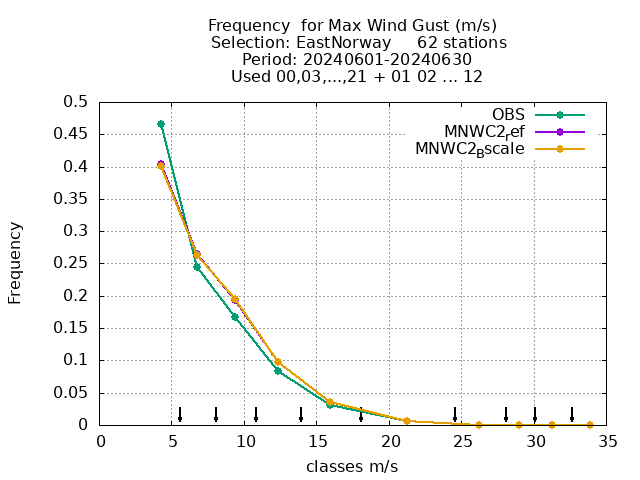 Frequency  for Max Wind Gust (m/s)
Selection: EastNorway     62 stations
Period: 20240601-20240630
Used 00,03,...,21 + 01 02 ... 12
OBS
MNWC2ref
MNWC2Bscale
0.5
0.45
0.4
0.35
0.3
0.25
0.2
0.15
0.1
0.05
0
Frequency
0 5 10 15 20 25 30 35
classes m/s